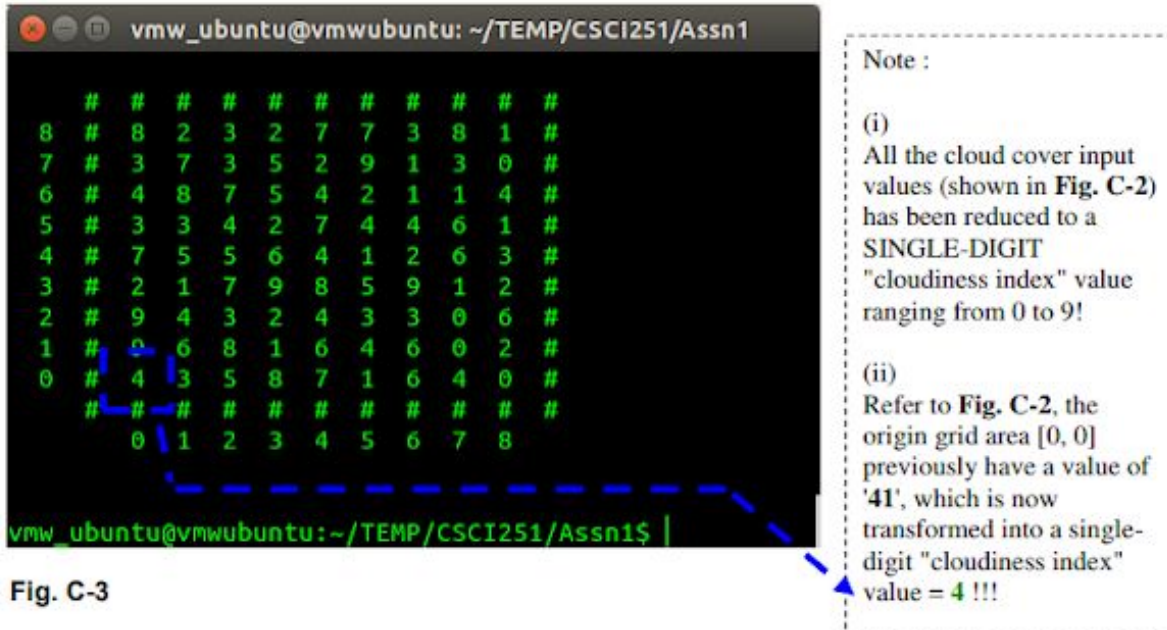 vmw_ubuntu@vmwubuntu: ~/TEMP/CSCI251/Assn1
# # # # # # # # # # #
8 # 8 2 3 2 7 7 3 8 1 #
7 # 3 7 3 5 2 9 1 3 0 #
6 # 4 8 7 5 4 2 1 1 4 #
5 # 3 3 4 2 7 4 4 6 1 #
4 # 7 5 5 6 4 1 2 6 3 #
3 # 2 1 7 9 8 5 9 1 2 #
2 # 9 4 3 2 4 3 3 0 6 #
1 # 9 6 8 1 6 4 6 0 2 #
0 # 4 3 5 8 7 1 6 4 0 #
# # # # # # # # # # #
0 1 2 3 4 5 6 7 8
vmw_ubuntu@vmwubuntu:~/TEMP/CSCI251/Assn1$
Fig. C-3
Note :
(i)
All the cloud cover input
values (shown in Fig. C-2)
has been reduced to a
SINGLE-DIGIT
"cloudiness index" value
ranging from 0 to 9!
(ii)
Refer to Fig. C-2, the
origin grid area [0, 0]
previously have a value of
'41', which is now
transformed into a single-
digit "cloudiness index"
value = 4 !!!